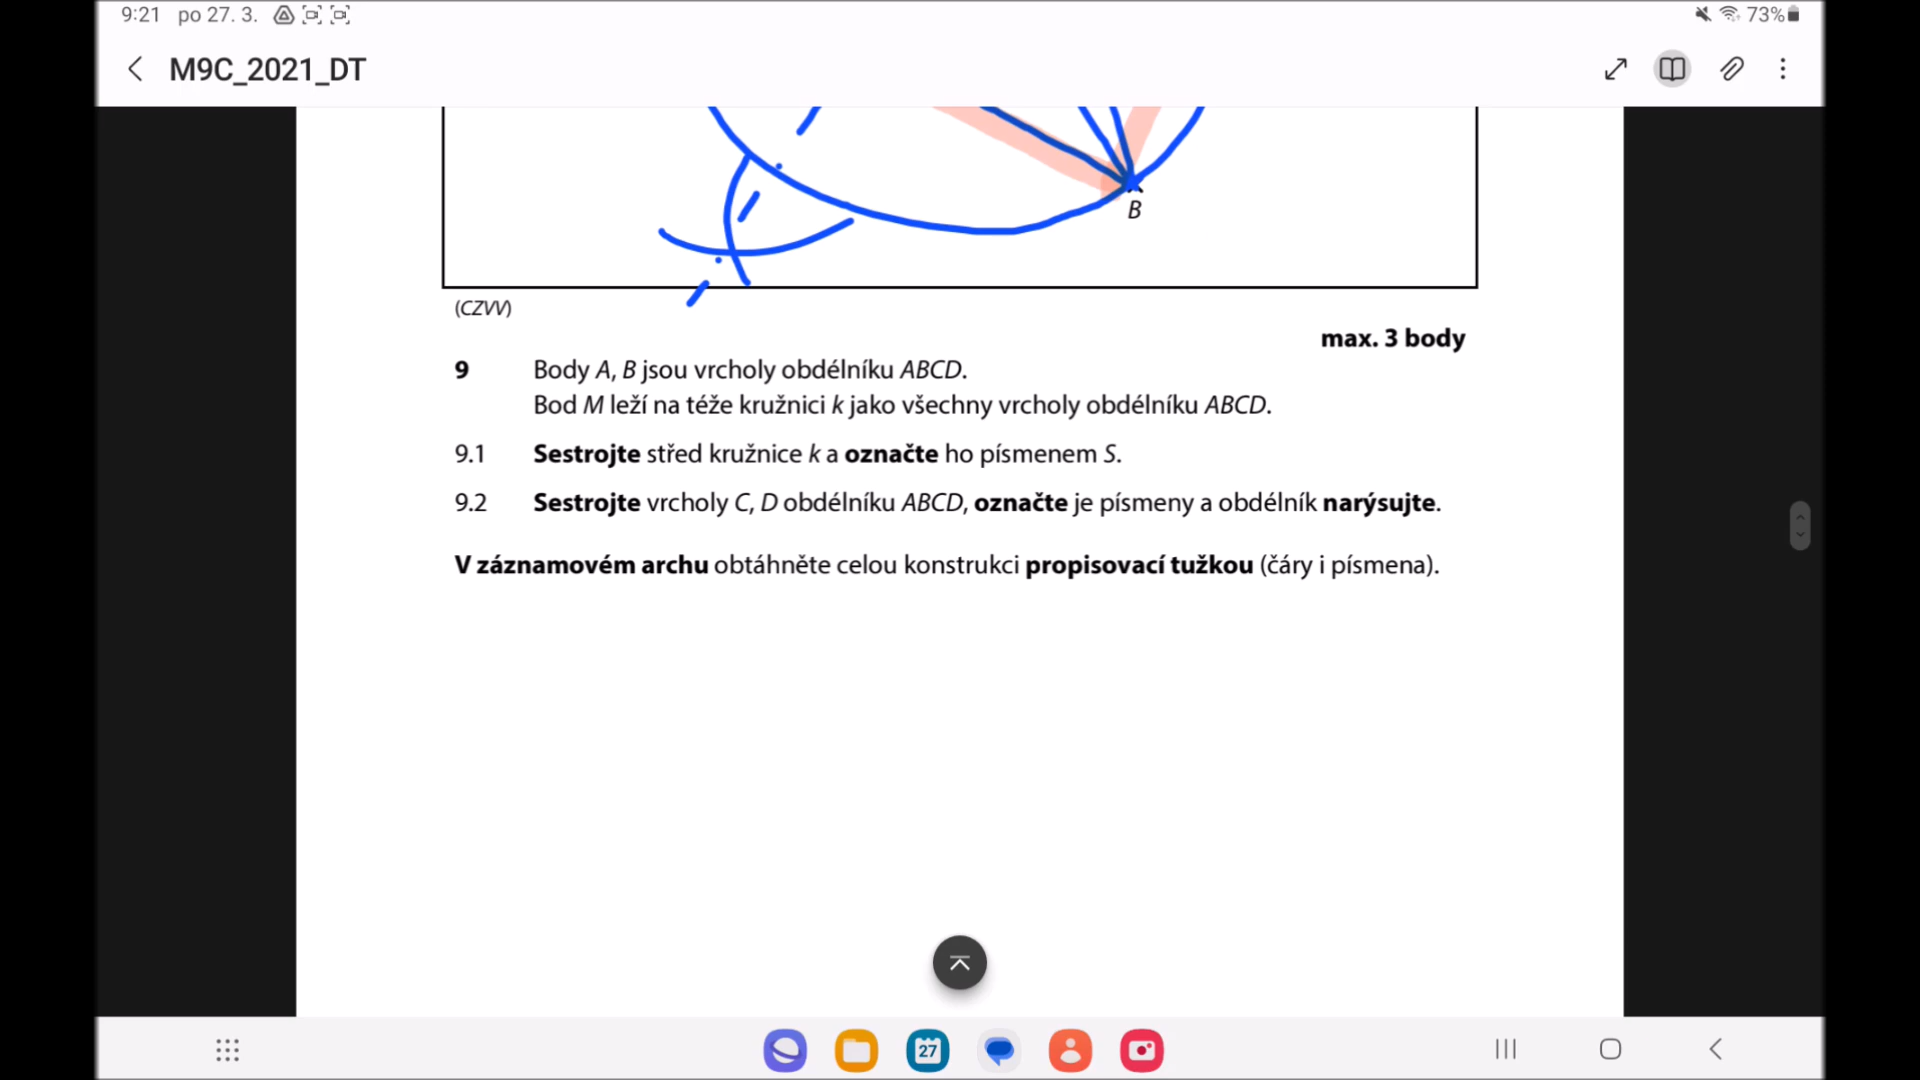 9:21 po 27. 3. 73%
M9C_2021_DT
B
(CZVV)
max. 3 body
9 Body A, B jsou vrcholy obdélníku ABCD.
Bod M leží na téže kružnici k jako všechny vrcholy obdélníku ABCD.
9.1 Sestrojte střed kružnice k a označte ho písmenem S.
9.2 Sestrojte vrcholy C, D obdélníku ABCD, označte je písmeny a obdélník narýsujte.
V záznamovém archu obtáhněte celou konstrukci propisovací tužkou (čáry i písmena).
27